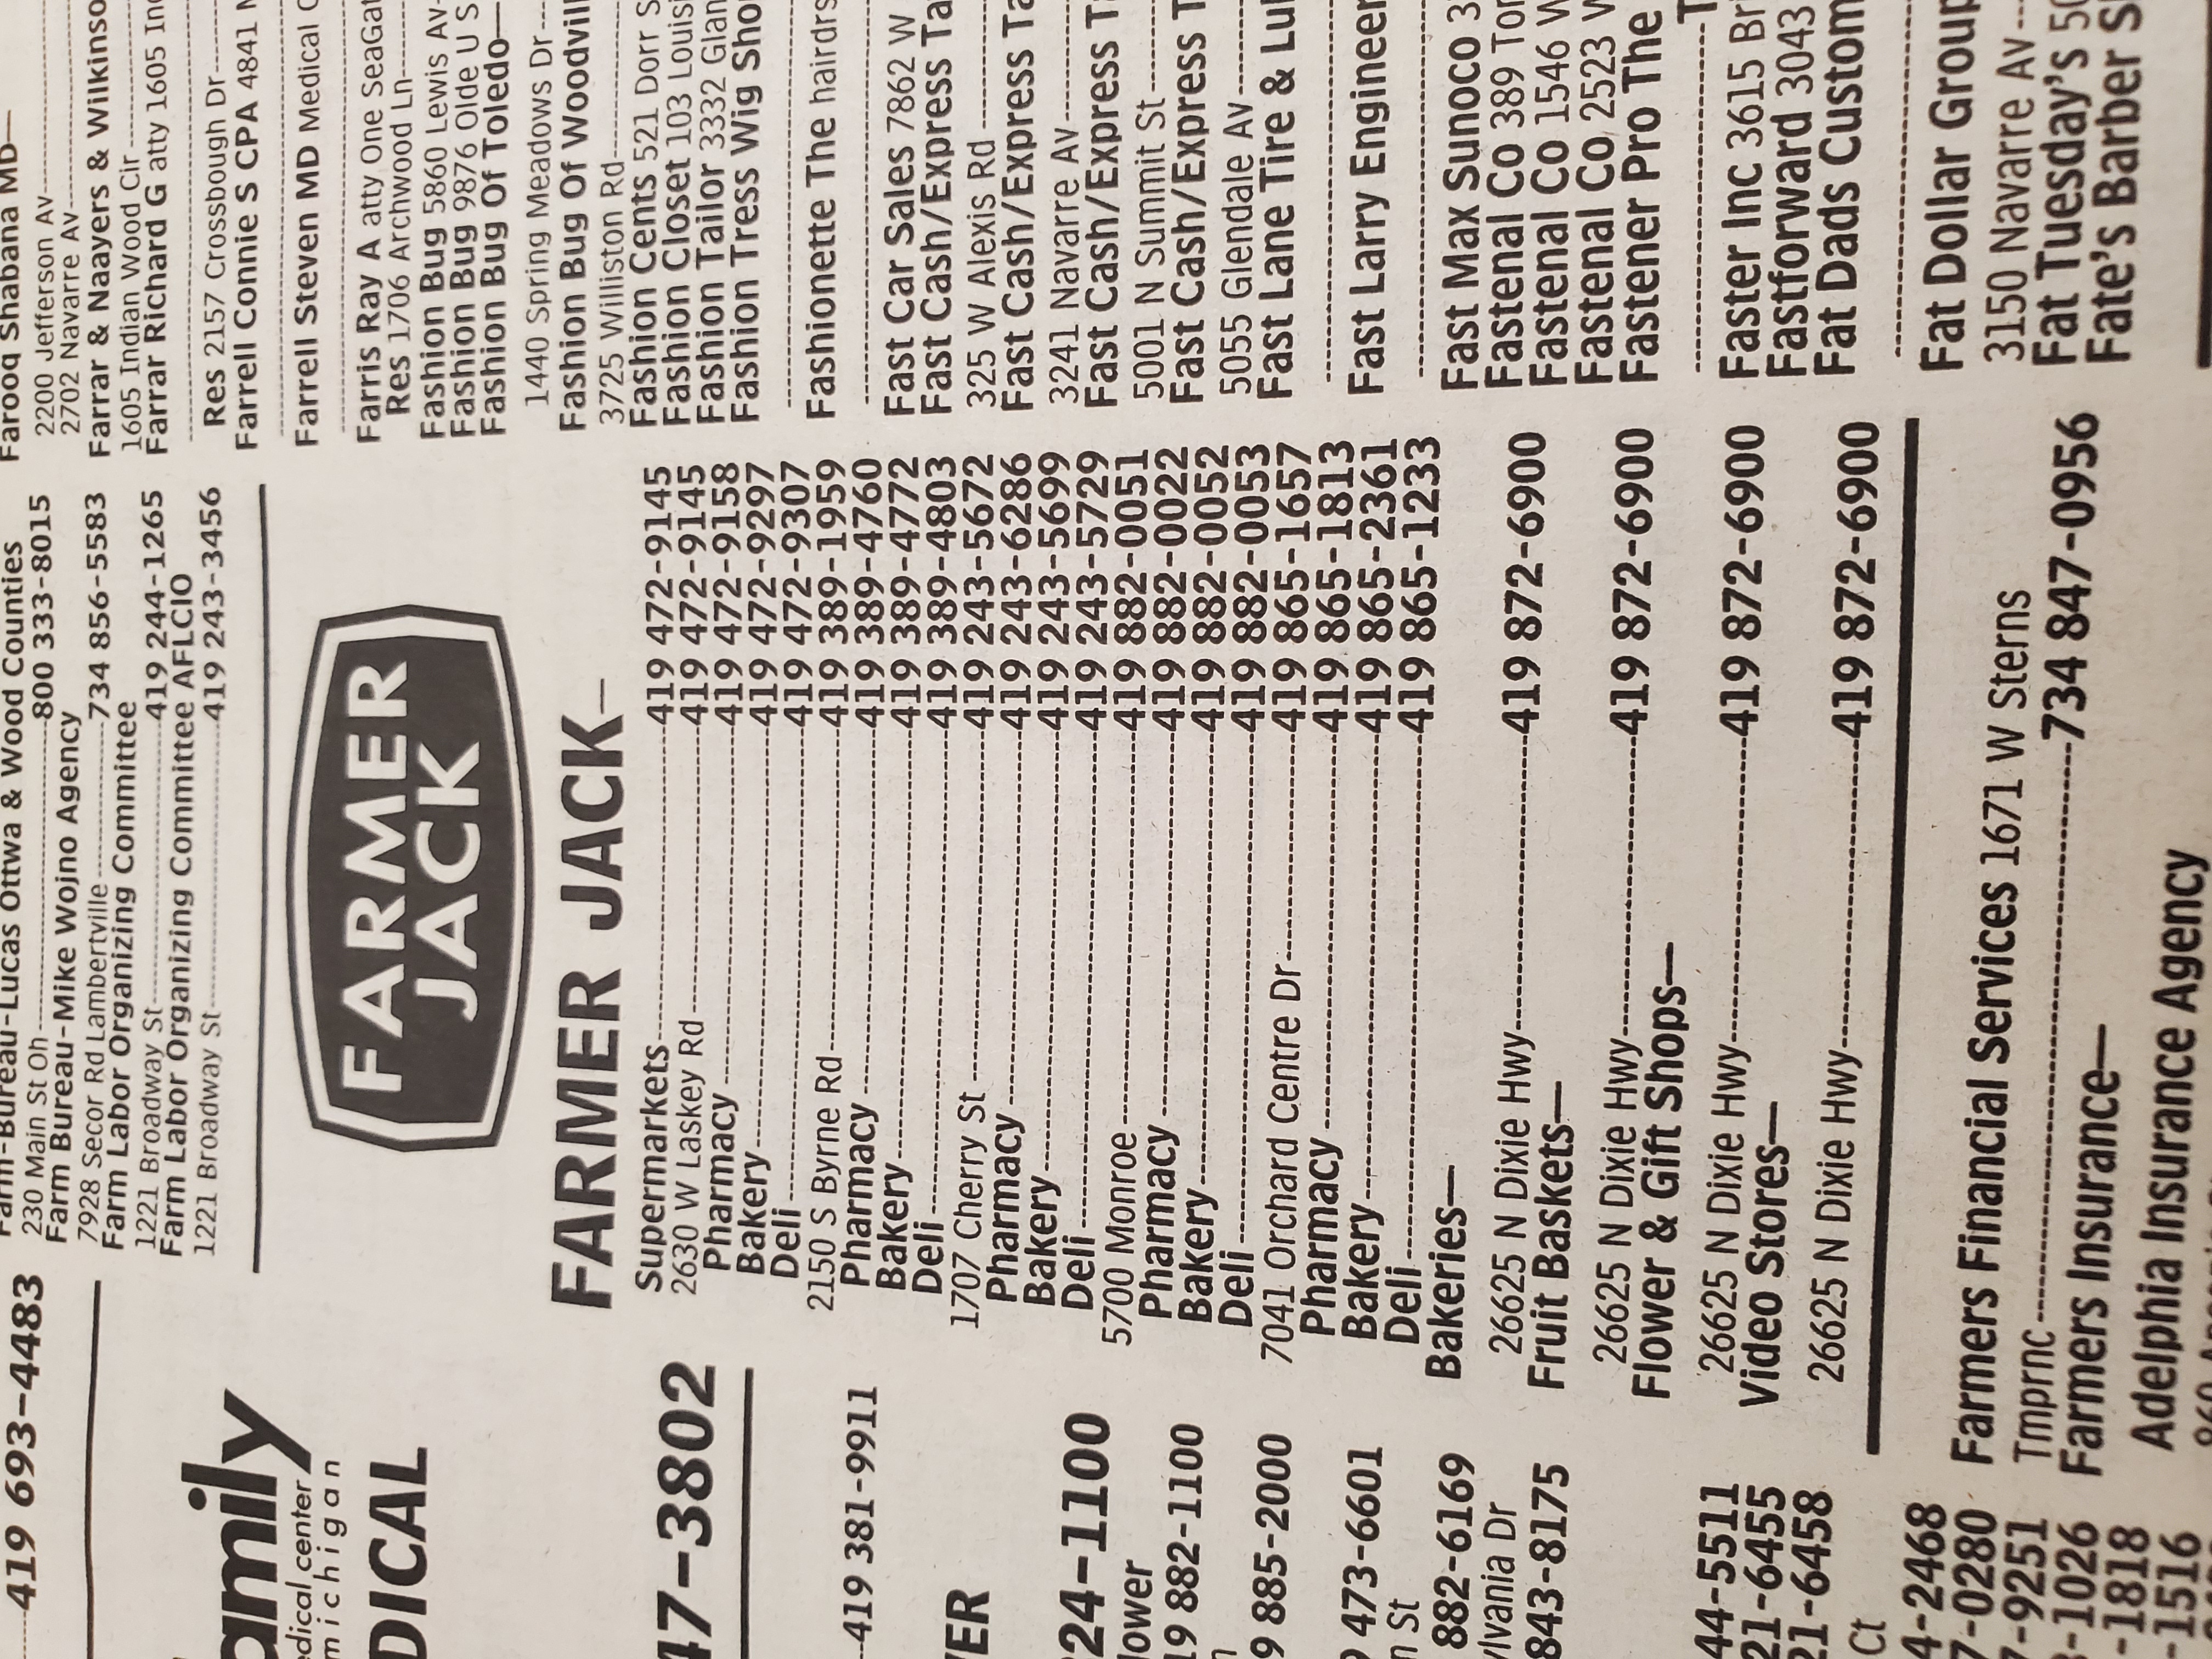 419 693-4483
amily
edical center
michigan
DICAL
47-3802
419 381-9911
24-1100
lower
19 882-1100
9 885-2000
473-6601
n St
882-6169
ylvania Dr
843-8175
44-5511
21-6455
21-6458
Ct
4-2468
7-0280
7-9251
-1026
-1818
-1516
Farm-Bureau-Lucas Ottwa & Wood Counties
230 Main St Oh 800 333-8015
Farm Bureau-Mike Wojno Agency
7928 Secor Rd Lambertville 734 856-5583
Farm Labor Organizing Committee
1221 Broadway St 419 244-1265
Farm Labor Organizing Committee AFLCIO
1221 Broadway St 419 243-3456
FARMER
JACK
FARMER JACK—
Supermarkets 419 472-9145
2630 W Laskey Rd 419 472-9145
Pharmacy 419 472-9158
Bakery 419 472-9297
Deli 419 472-9307
2150 S Byrne Rd 419 389-1959
Pharmacy 419 389-4760
Bakery 419 389-4772
Deli 419 389-4803
1707 Cherry St 419 243-5672
Pharmacy 419 243-6286
Bakery 419 243-5699
Deli 419 243-5729
5700 Monroe 419 882-0051
Pharmacy 419 882-0022
Bakery 419 882-0052
Deli 419 882-0053
7041 Orchard Centre Dr 419 865-1657
Pharmacy 419 865-1813
Bakery 419 865-2361
Deli 419 865-1233
Bakeries—
26625 N Dixie Hwy 419 872-6900
Fruit Baskets—
26625 N Dixie Hwy 419 872-6900
Flower & Gift Shops—
26625 N Dixie Hwy 419 872-6900
Video Stores—
26625 N Dixie Hwy 419 872-6900
Farmers Financial Services 1671 W Sterns
Tmprnc 734 847-0956
Farmers Insurance—
Adelphia Insurance Agency
Farooq Shabana MD—
2200 Jefferson Av
2702 Navarre Av
Farrar & Naayers & Wilkinso
1605 Indian Wood Cir
Farrar Richard G atty 1605 In
Res 2157 Crossbough Dr
Farrell Connie S CPA 4841
Farrell Steven MD Medical
Farris Ray A atty One SeaGat
Res 1706 Archwood Ln
Fashion Bug 5860 Lewis Av
Fashion Bug 9876 Olde U S
Fashion Bug Of Toledo—
1440 Spring Meadows Dr
Fashion Bug Of Woodvil
3725 Williston Rd
Fashion Cents 521 Dorr S
Fashion Closet 103 Louisi
Fashion Tailor 3332 Glan
Fashion Tress Wig Sho
Fashionette The hairdrs
Fast Car Sales 7862 W
Fast Cash/Express Ta
325 W Alexis Rd
Fast Cash/Express Ta
3241 Navarre Av
Fast Cash/Express T
5001 N Summit St
Fast Cash/Express T
5055 Glendale Av
Fast Lane Tire & Lu
Fast Larry Engineer
Fast Max Sunoco 3
Fastenal Co 389 Tor
Fastenal Co 1546 W
Fastenal Co 2523 W
Fastener Pro The
T
Faster Inc 3615 Br
Fastforward 3043
Fat Dads Custom
Fat Dollar Group
3150 Navarre Av
Fat Tuesday's 50
Fate's Barber S